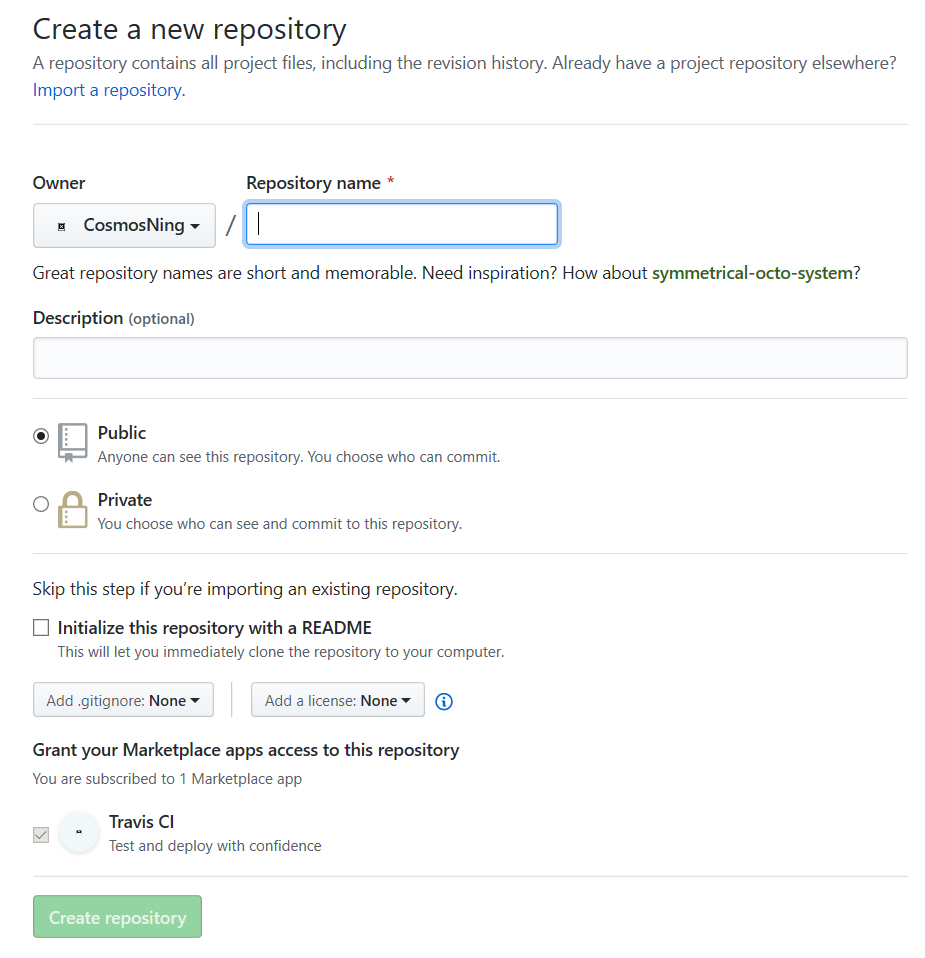 Create a new repository
A repository contains all project files, including the revision history. Already have a project repository elsewhere?
Import a repository.
Owner
Repository name *
CosmosNing
/
Great repository names are short and memorable. Need inspiration? How about symmetrical-octo-system?
Description (optional)
Public
Anyone can see this repository. You choose who can commit.
Private
You choose who can see and commit to this repository.
Skip this step if you’re importing an existing repository.
Initialize this repository with a README
This will let you immediately clone the repository to your computer.
Add .gitignore: None
Add a license: None
Grant your Marketplace apps access to this repository
You are subscribed to 1 Marketplace app
Travis CI
Test and deploy with confidence
Create repository